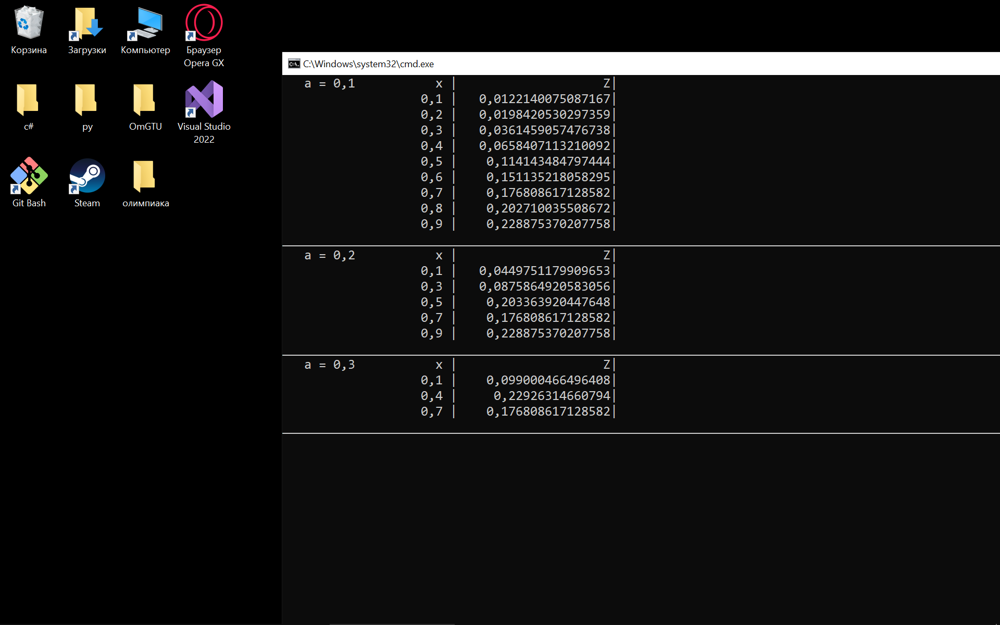 Корзина
Загрузки
Компьютер
Браузер
Opera GX
c#
py
OmGTU
Visual Studio
2022
Git Bash
Steam
олимпиака
C:\Windows\system32\cmd.exe
a = 0,1 x | Z|
0,1 | 0,0122140075087167|
0,2 | 0,0198420530297359|
0,3 | 0,0361459057476738|
0,4 | 0,0658407113210092|
0,5 | 0,114143484797444|
0,6 | 0,151135218058295|
0,7 | 0,176808617128582|
0,8 | 0,202710035508672|
0,9 | 0,228875370207758|
a = 0,2 x | Z|
0,1 | 0,0449751179909653|
0,3 | 0,0875864920583056|
0,5 | 0,203363920447648|
0,7 | 0,176808617128582|
0,9 | 0,228875370207758|
a = 0,3 x | Z|
0,1 | 0,099000466496408|
0,4 | 0,22926314660794|
0,7 | 0,176808617128582|